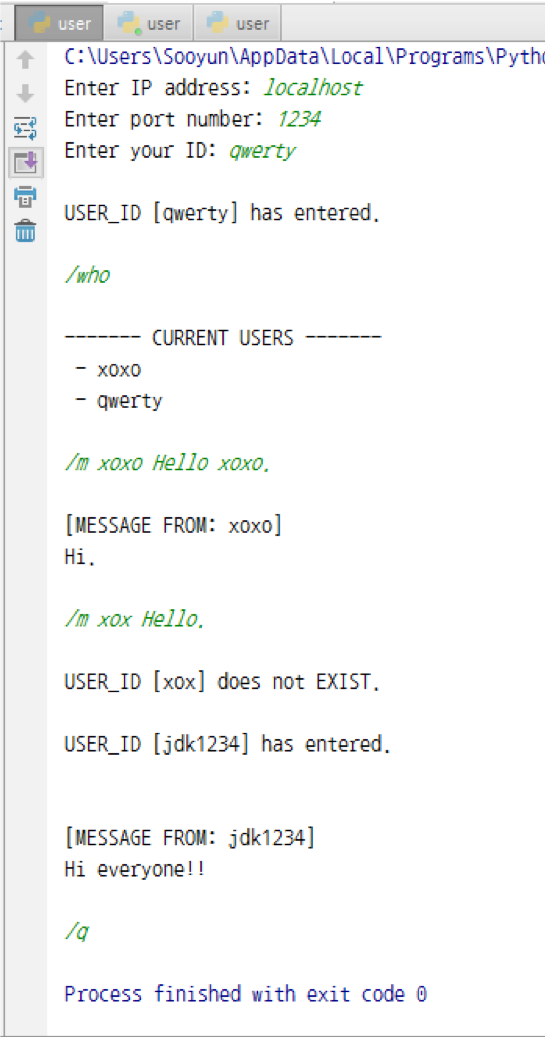 user user user
C:\Users\Sooyun\AppData\Local\Programs\Pytho
Enter IP address: localhost
Enter port number: 1234
Enter your ID: qwerty
USER_ID [qwerty] has entered.
/who
------- CURRENT USERS -------
- xoxo
- qwerty
/m xoxo Hello xoxo.
[MESSAGE FROM: xoxo]
Hi.
/m xox Hello.
USER_ID [xox] does not EXIST.
USER_ID [jdk1234] has entered.
[MESSAGE FROM: jdk1234]
Hi everyone!!
/q
Process finished with exit code 0